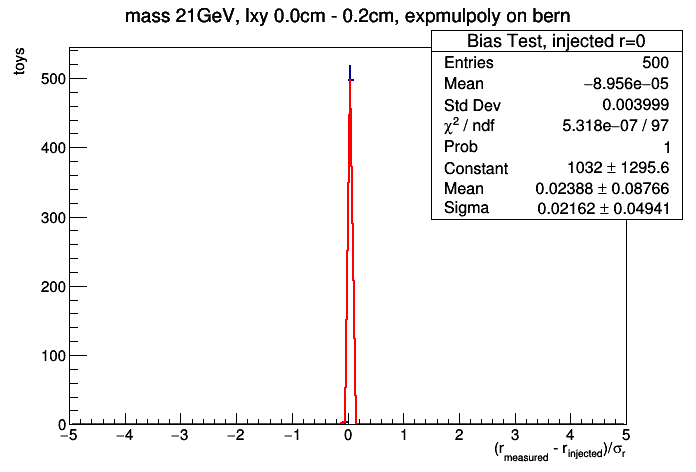 mass 21GeV, lxy 0.0cm - 0.2cm, expmulpoly on bern
Bias Test, injected r=0
Entries 500
Mean −8.956e−05
Std Dev 0.003999
χ² / ndf 5.318e−07 / 97
Prob 1
Constant 1032 ± 1295.6
Mean 0.02388 ± 0.08766
Sigma 0.02162 ± 0.04941
toys
500
400
300
200
100
0
−5 −4 −3 −2 −1 0 1 2 3 4 5
(r_measured - r_injected)/σ_r